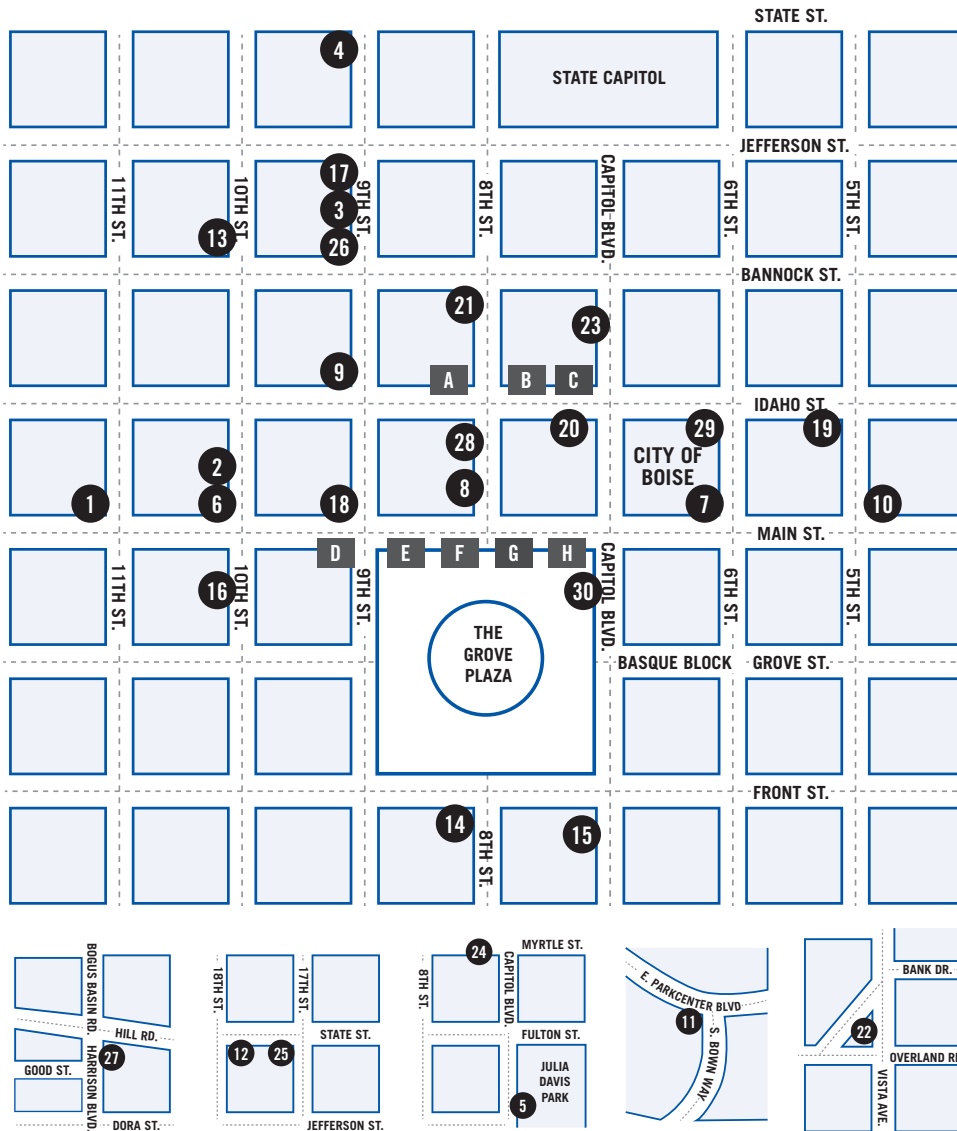 STATE ST.
4
STATE CAPITOL
JEFFERSON ST.
17
11TH ST.
10TH ST.
9TH ST.
8TH ST.
CAPITOL BLVD.
6TH ST.
5TH ST.
3
13
26
BANNOCK ST.
21
23
9
A
B
C
IDAHO ST.
20
29
19
28
CITY OF
BOISE
2
8
1
6
18
7
10
MAIN ST.
D
E
F
G
H
11TH ST.
10TH ST.
9TH ST.
CAPITOL BLVD.
6TH ST.
5TH ST.
16
30
THE
GROVE
PLAZA
BASQUE BLOCK
GROVE ST.
FRONT ST.
14
15
8TH ST.
BOGUS BASIN RD.
HILL RD.
GOOD ST.
27
HARRISON BLVD.
DORA ST.
18TH ST.
17TH ST.
STATE ST.
12
25
JEFFERSON ST.
24
MYRTLE ST.
8TH ST.
CAPITOL BLVD.
FULTON ST.
JULIA
DAVIS
PARK
5
E. PARKCENTER BLVD
11
S. BOWN WAY
BANK DR.
22
OVERLAND R
VISTA AVE.